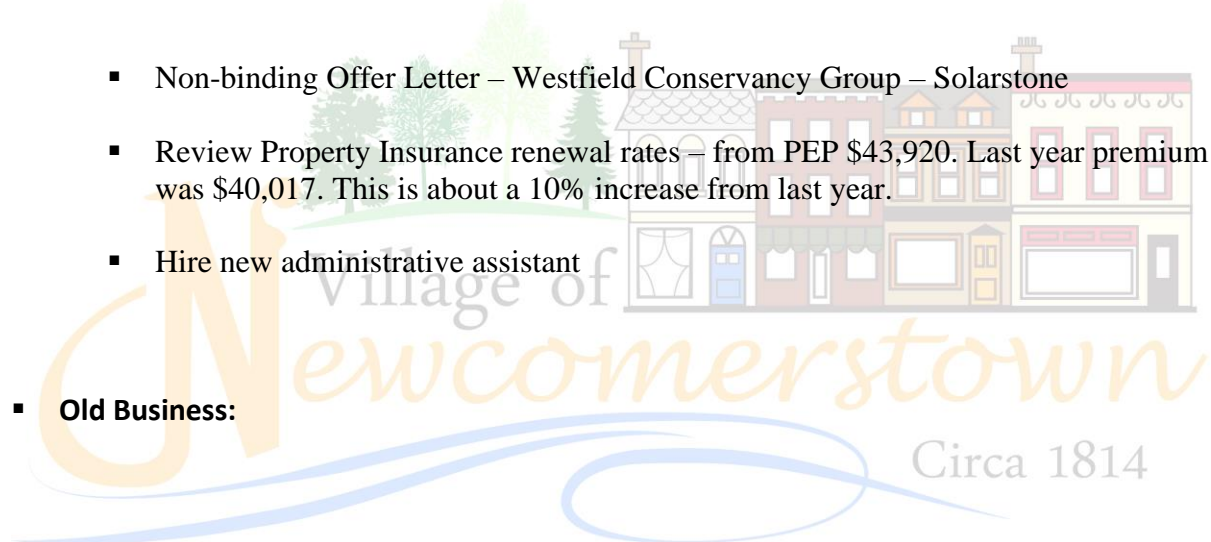 ▪ Non-binding Offer Letter – Westfield Conservancy Group – Solarstone
▪ Review Property Insurance renewal rates – from PEP $43,920. Last year premium
was $40,017. This is about a 10% increase from last year.
▪ Hire new administrative assistant
Village of
Newcomerstown
▪ Old Business:
Circa 1814